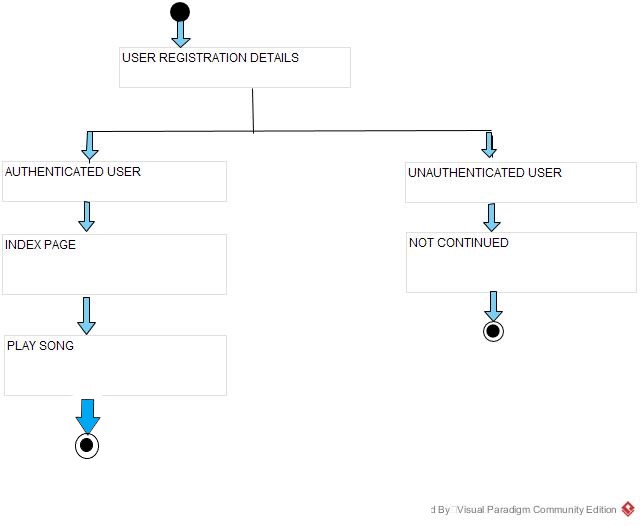 USER REGISTRATION DETAILS
AUTHENTICATED USER
UNAUTHENTICATED USER
INDEX PAGE
NOT CONTINUED
PLAY SONG
d By Visual Paradigm Community Edition